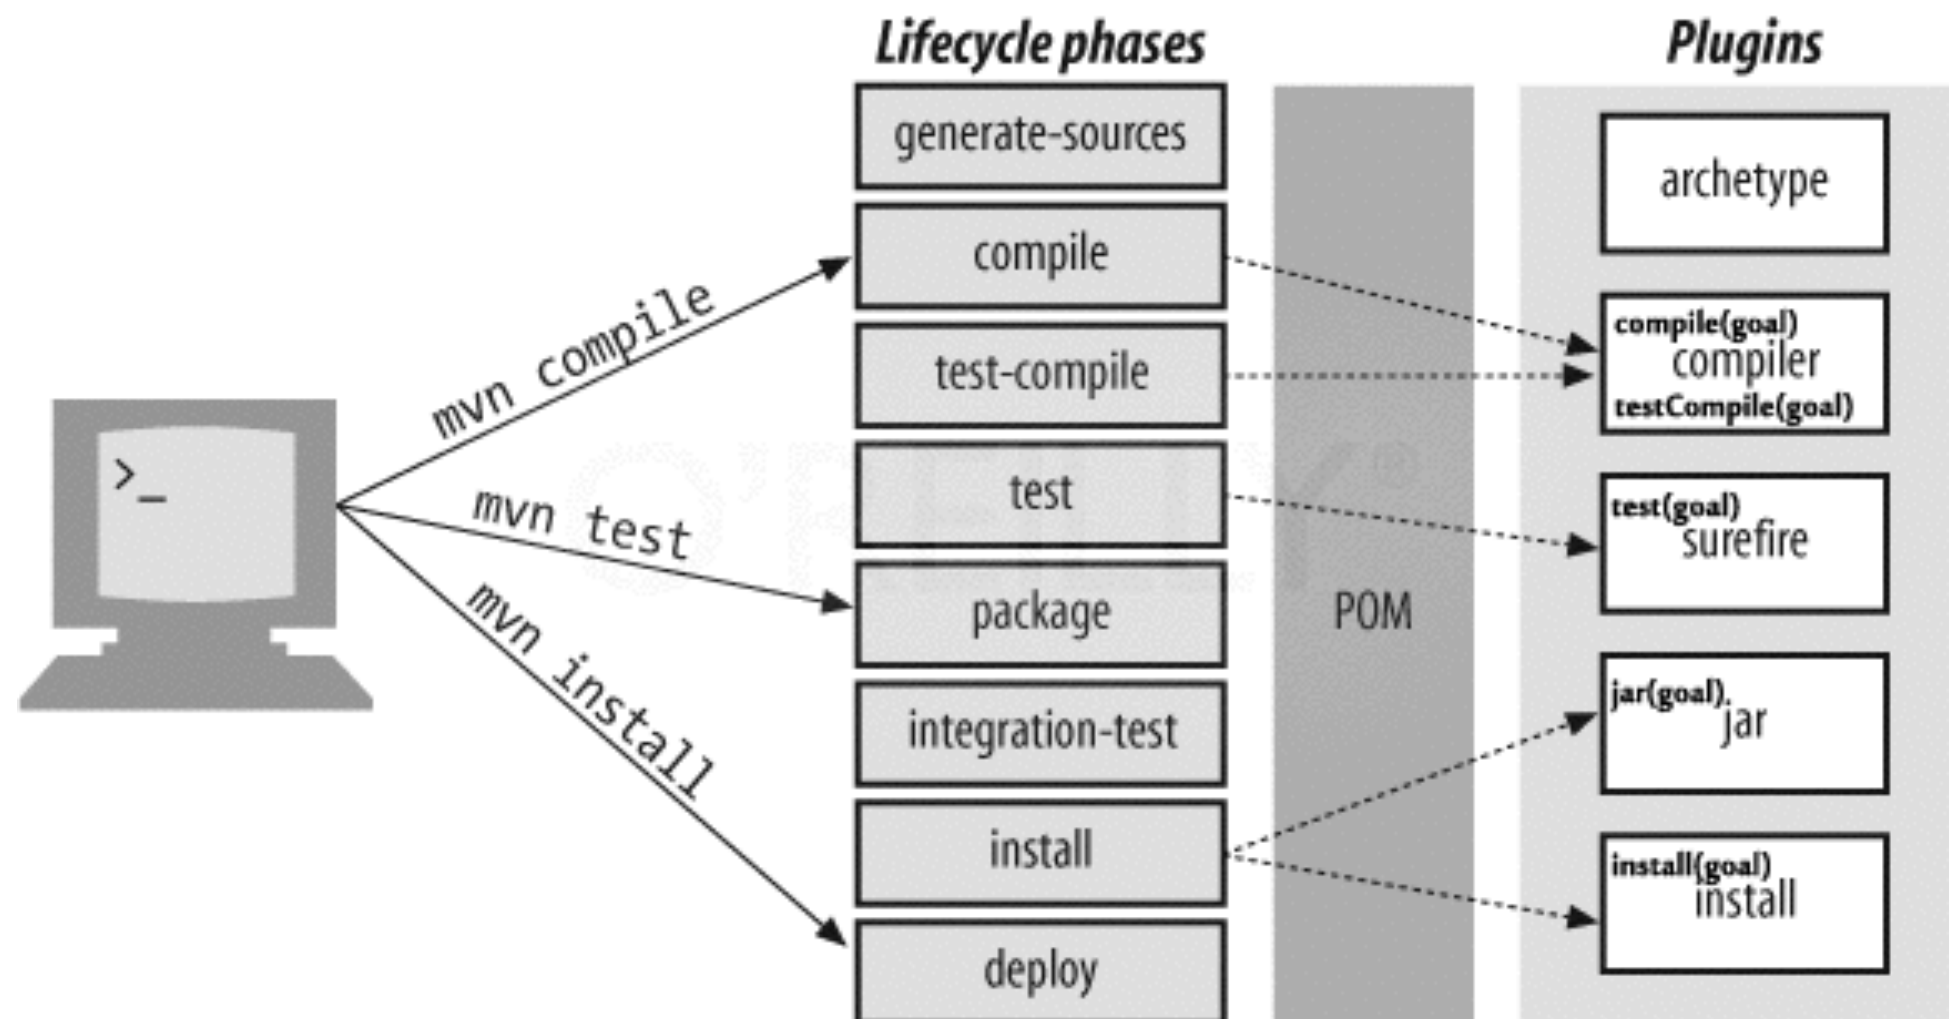 Lifecycle phases
Plugins
generate-sources
compile
test-compile
test
package
integration-test
install
deploy
mvn compile
mvn test
mvn install
>_
POM
archetype
compile(goal)
compiler
testCompile(goal)
test(goal)
surefire
jar(goal)
jar
install(goal)
install